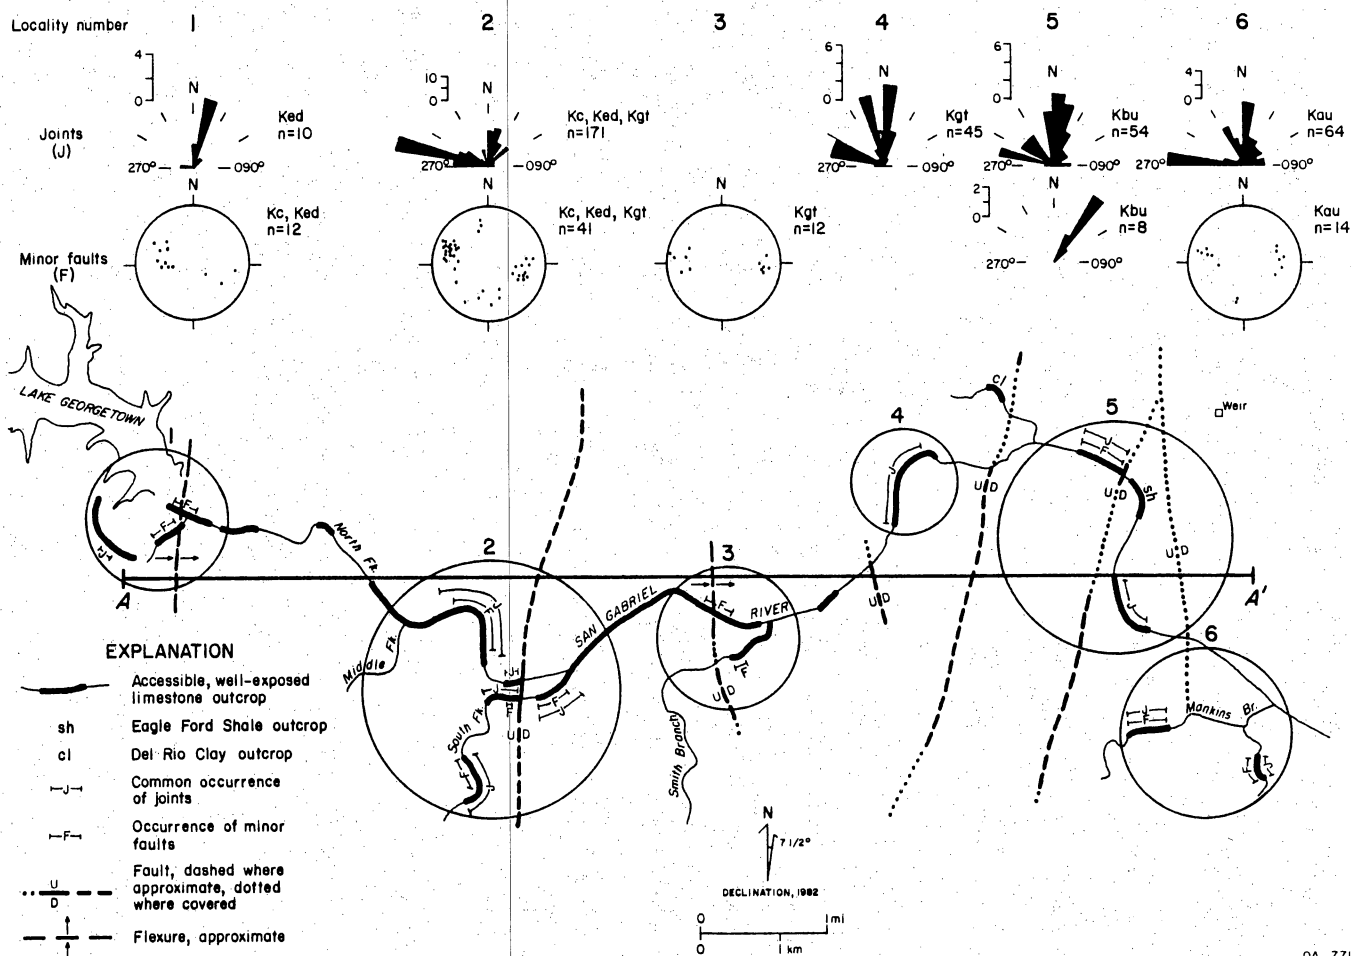 Locality number 1 2 3 4 5 6
4
0
N
Joints
(J)
Ked
n=10
270° 090°
10
0
N
Kc, Ked, Kgt
n=171
270° 090°
6
0
N
Kgt
n=45
270° 090°
6
0
N
Kbu
n=54
270° 090°
4
0
N
Kau
n=64
270° 090°
Minor faults
(F)
N
Kc, Ked
n=12
N
Kc, Ked, Kgt
n=41
N
Kgt
n=12
2
0
N
Kbu
n=8
270° 090°
N
Kau
n=14
LAKE GEORGETOWN
1
F
F
J
North Fk.
A
2
J
F
Middle Fk.
J
F
U D
F
J
South Fk.
F
J
SAN GABRIEL RIVER
3
F
F
U D
Smith Branch
4
J
U D
cl
U D
5
J
F
U D
sh
U D
J
Weir
A'
6
J
F
Mankins Br.
F
J
EXPLANATION
Accessible, well-exposed
limestone outcrop
sh Eagle Ford Shale outcrop
cl Del Rio Clay outcrop
J Common occurrence
of joints
F Occurrence of minor
faults
U
D
Fault, dashed where
approximate, dotted
where covered
Flexure, approximate
N
7 1/2°
DECLINATION, 1982
0 1 mi
0 1 km